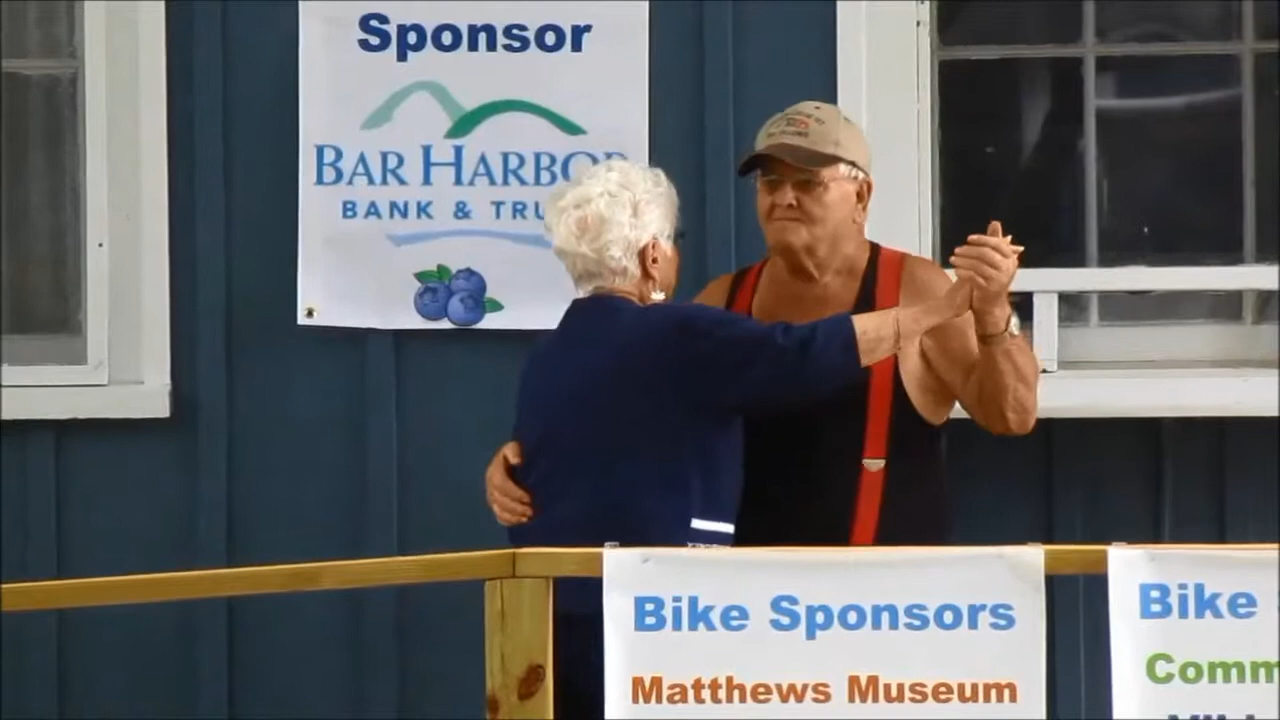 Sponsor
BAR HARBOR
BANK & TRU
Bike Sponsors
Matthews Museum
Bike
Comm